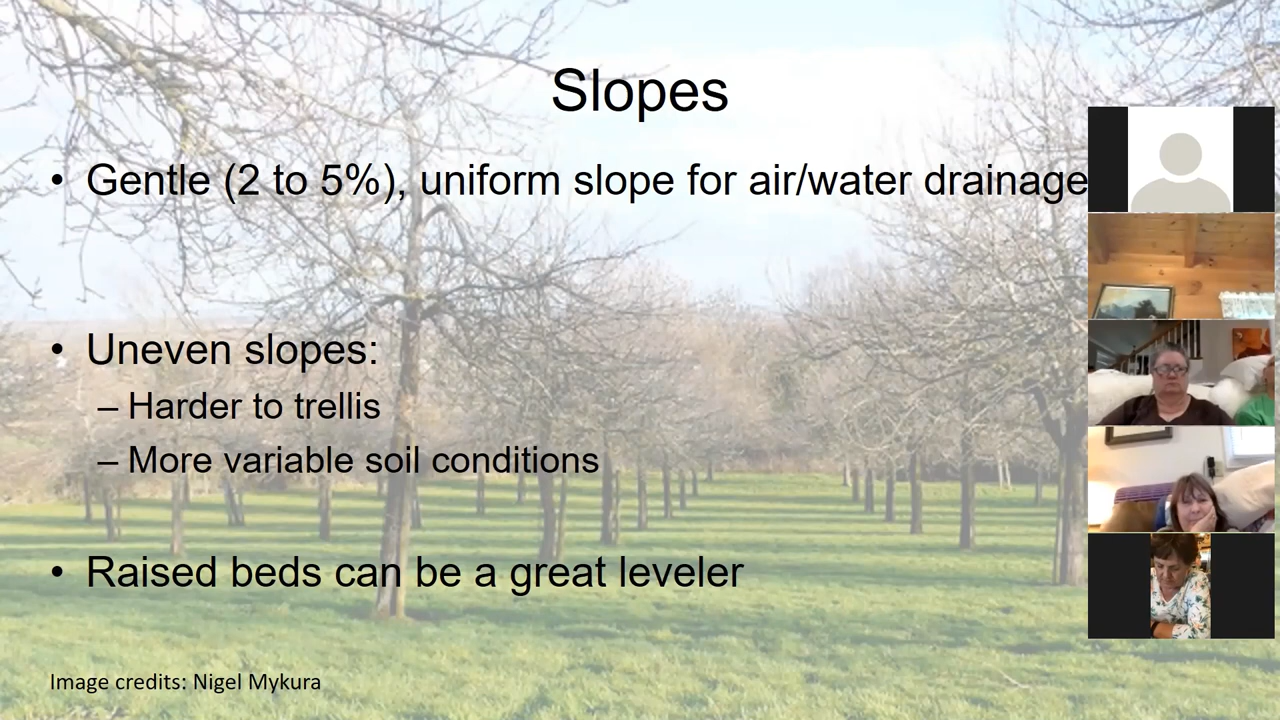 Slopes
• Gentle (2 to 5%), uniform slope for air/water drainage
• Uneven slopes:
– Harder to trellis
– More variable soil conditions
• Raised beds can be a great leveler
Image credits: Nigel Mykura